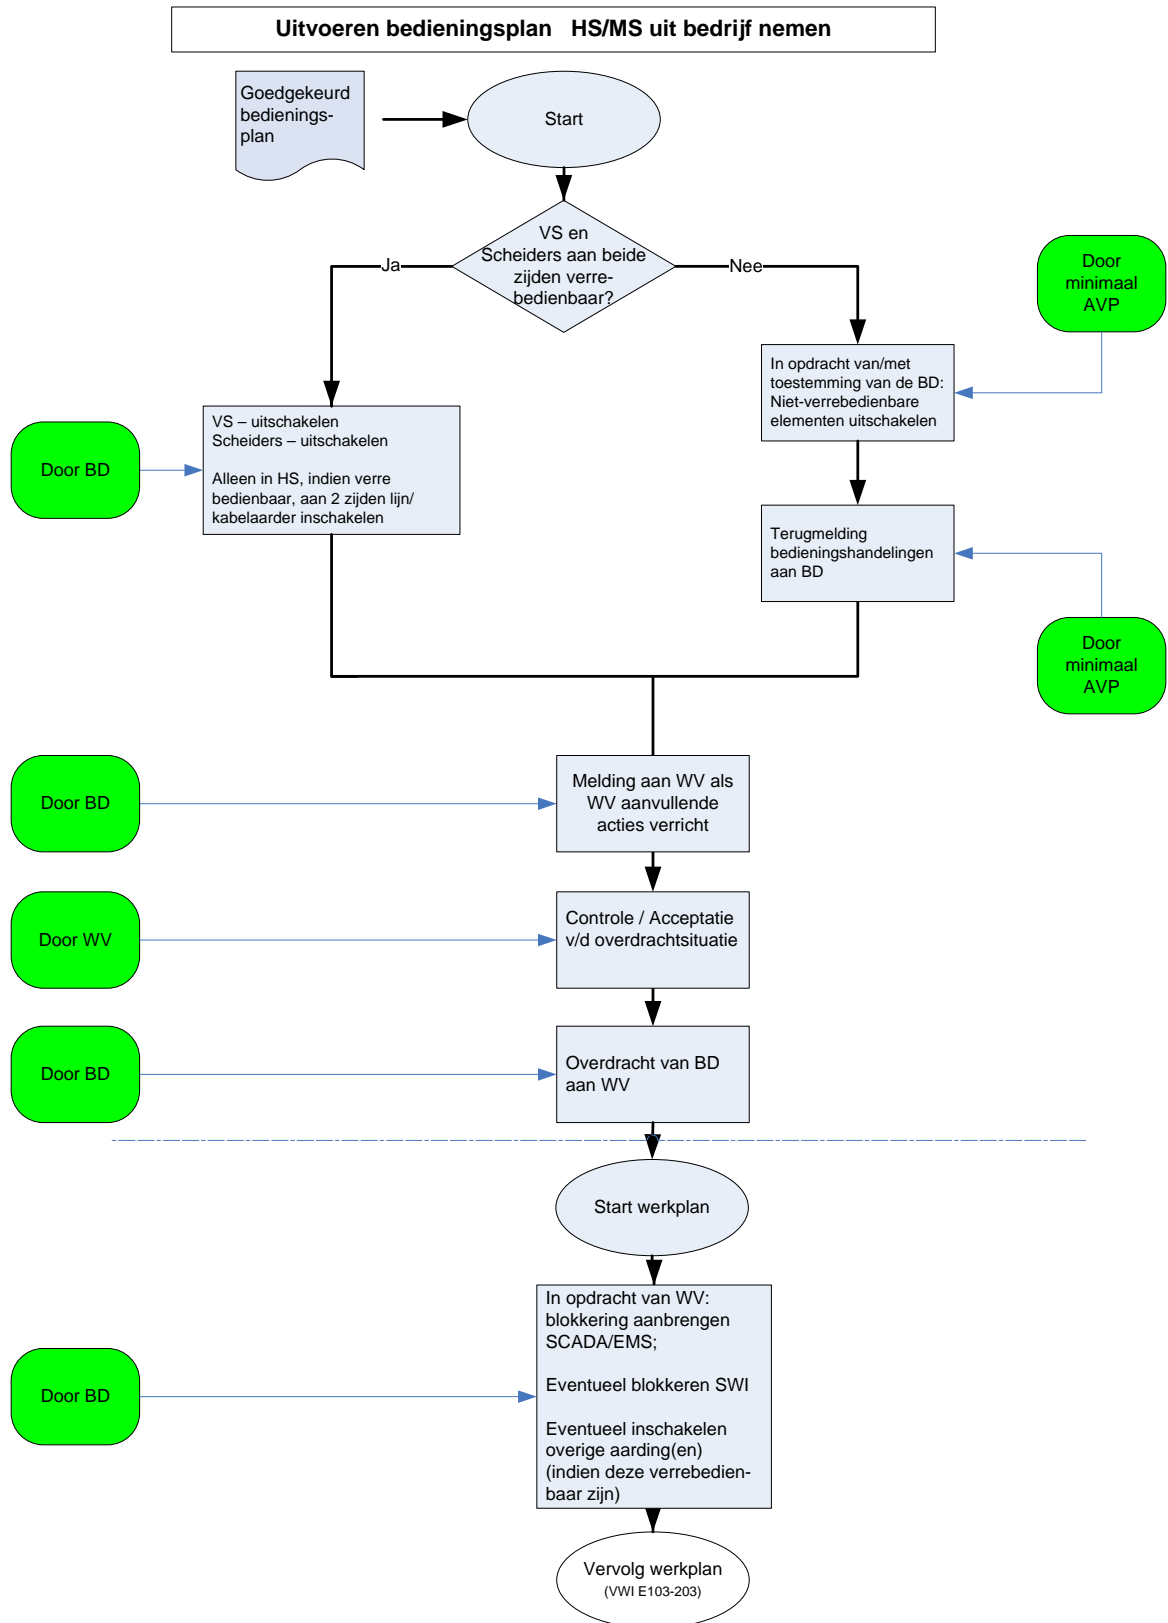 Uitvoeren bedieningsplan   HS/MS uit bedrijf nemen
Goedgekeurd
bedienings-
plan
Start
VS en
Scheiders aan beide
zijden verre-
bedienbaar?
Ja
Nee
Door
minimaal
AVP
In opdracht van/met
toestemming van de BD:
Niet-verrebedienbare
elementen uitschakelen
Door BD
VS – uitschakelen
Scheiders – uitschakelen
Alleen in HS, indien verre
bedienbaar, aan 2 zijden lijn/
kabelaarder inschakelen
Terugmelding
bedieningshandelingen
aan BD
Door
minimaal
AVP
Door BD
Melding aan WV als
WV aanvullende
acties verricht
Door WV
Controle / Acceptatie
v/d overdrachtsituatie
Door BD
Overdracht van BD
aan WV
Start werkplan
Door BD
In opdracht van WV:
blokkering aanbrengen
SCADA/EMS;
Eventueel blokkeren SWI
Eventueel inschakelen
overige aarding(en)
(indien deze verrebedien-
baar zijn)
Vervolg werkplan
(VWI E103-203)